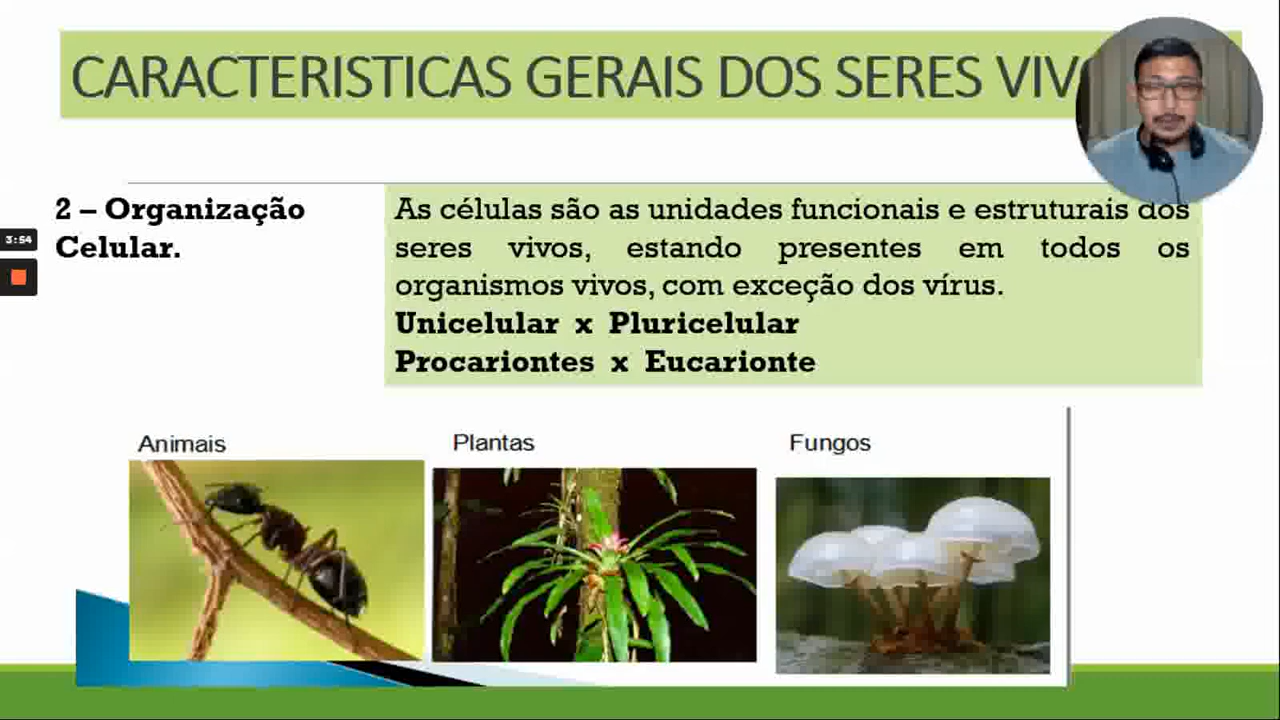 CARACTERISTICAS GERAIS DOS SERES
2 – Organização
Celular.
As células são as unidades funcionais e estruturais dos
seres vivos, estando presentes em todos os
organismos vivos, com exceção dos vírus.
Unicelular x Pluricelular
Procariontes x Eucarionte
3:54
Animais
Plantas
Fungos